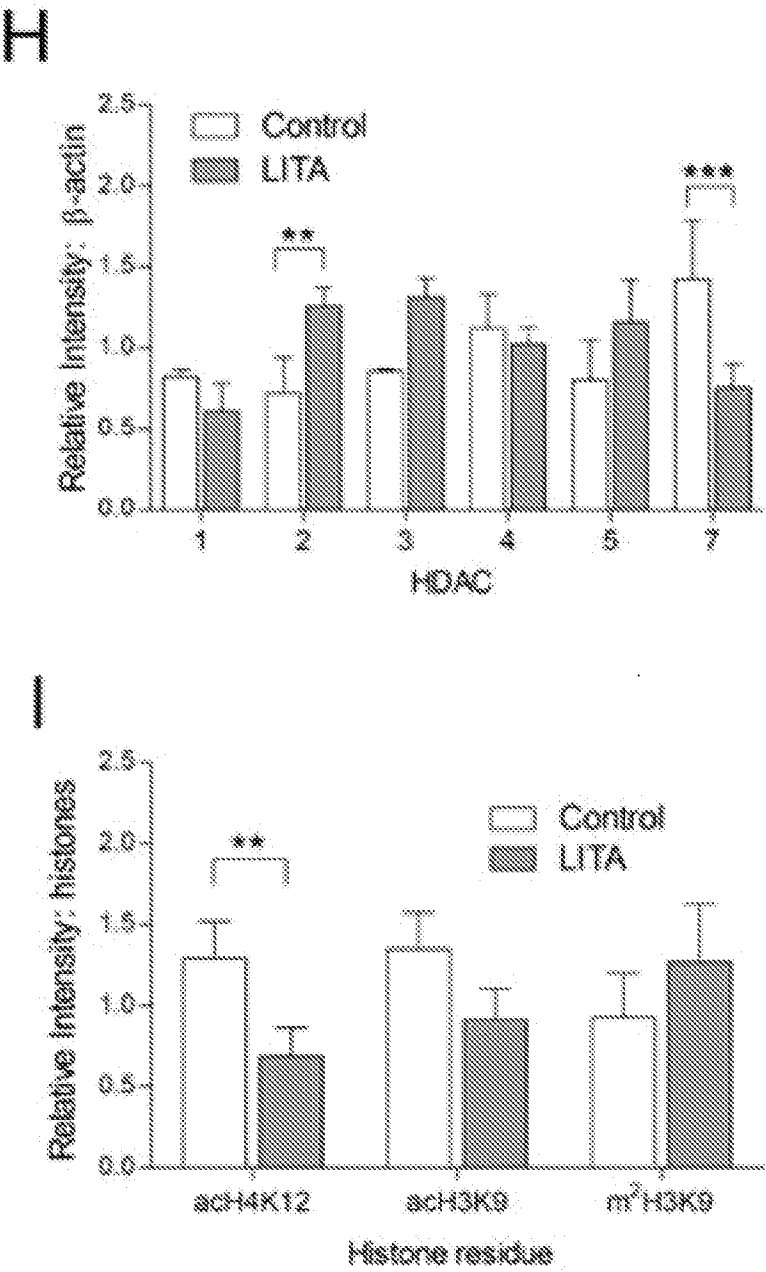 H
2.5
Control
LITA
2.0
***
**
1.5
1.0
0.5
0.0
Relative Intensity: β-actin
1 2 3 4 5 7
HDAC
I
2.5
Control
LITA
2.0
**
1.5
1.0
0.5
0.0
Relative Intensity: histones
acH4K12 acH3K9 m²H3K9
Histone residue